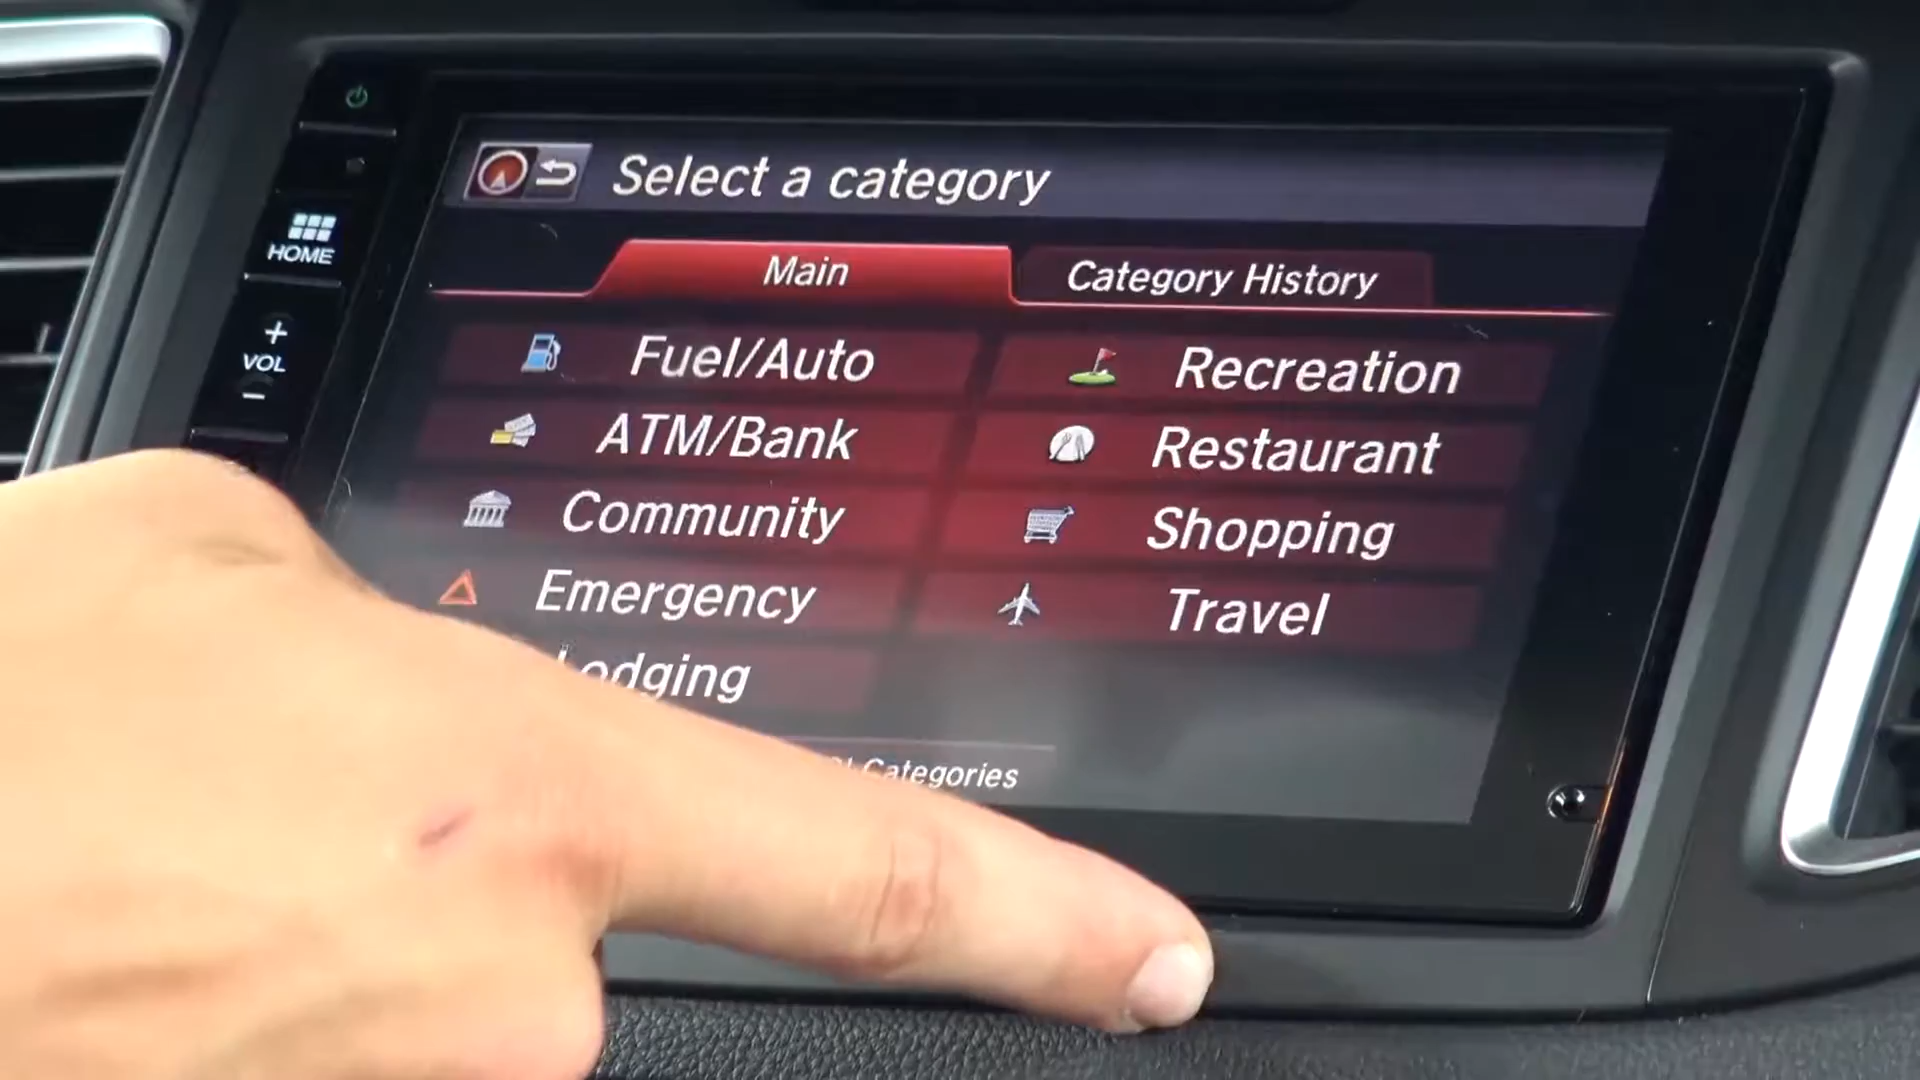 Select a category
HOME
Main
Category History
+
VOL
-
Fuel/Auto
Recreation
ATM/Bank
Restaurant
Community
Shopping
Emergency
Travel
Lodging
Categories